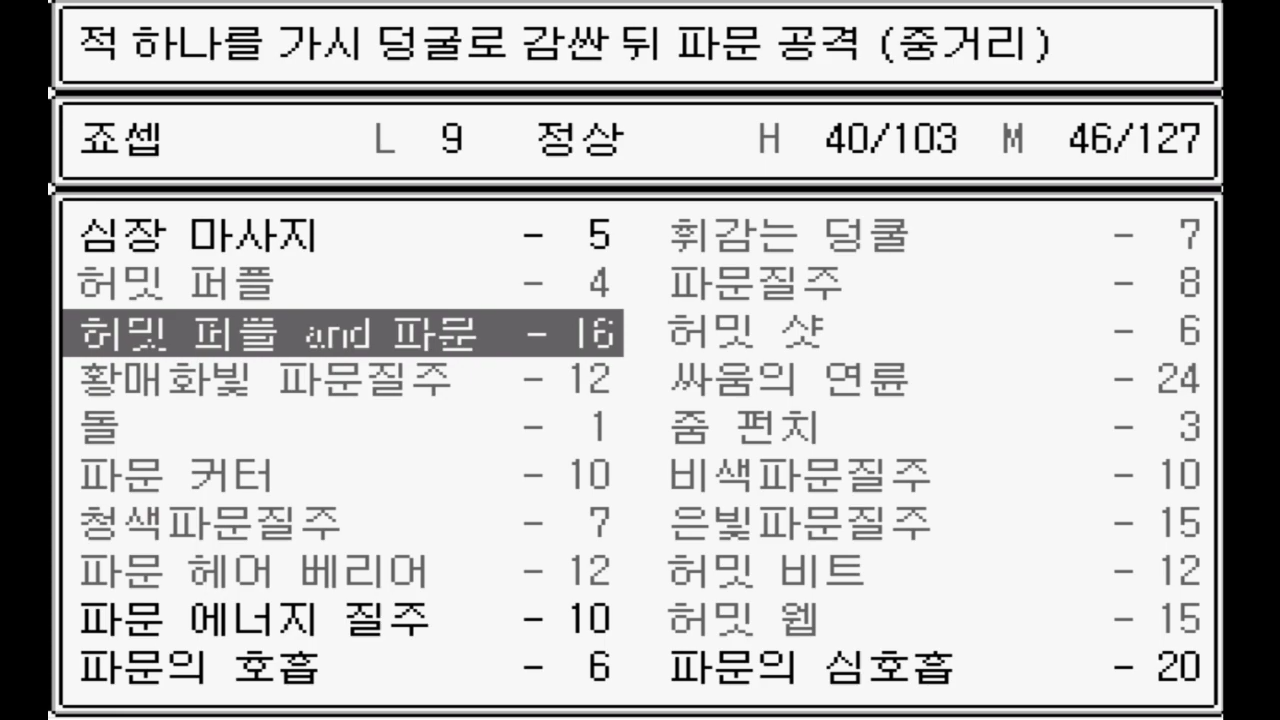 적 하나를 가시 덩굴로 감싼 뒤 파문 공격 (중거리)
죠셉 L 9 정상 H 40/103 M 46/127
심장 마사지 - 5 휘감는 덩쿨 - 7
허밋 퍼플 - 4 파문질주 - 8
허밋 퍼플 and 파문 - 16 허밋 샷 - 6
황매화빛 파문질주 - 12 싸움의 연륜 - 24
돌 - 1 줌 펀치 - 3
파문 커터 - 10 비색파문질주 - 10
청색파문질주 - 7 은빛파문질주 - 15
파문 헤어 베리어 - 12 허밋 비트 - 12
파문 에너지 질주 - 10 허밋 웹 - 15
파문의 호흡 - 6 파문의 심호흡 - 20